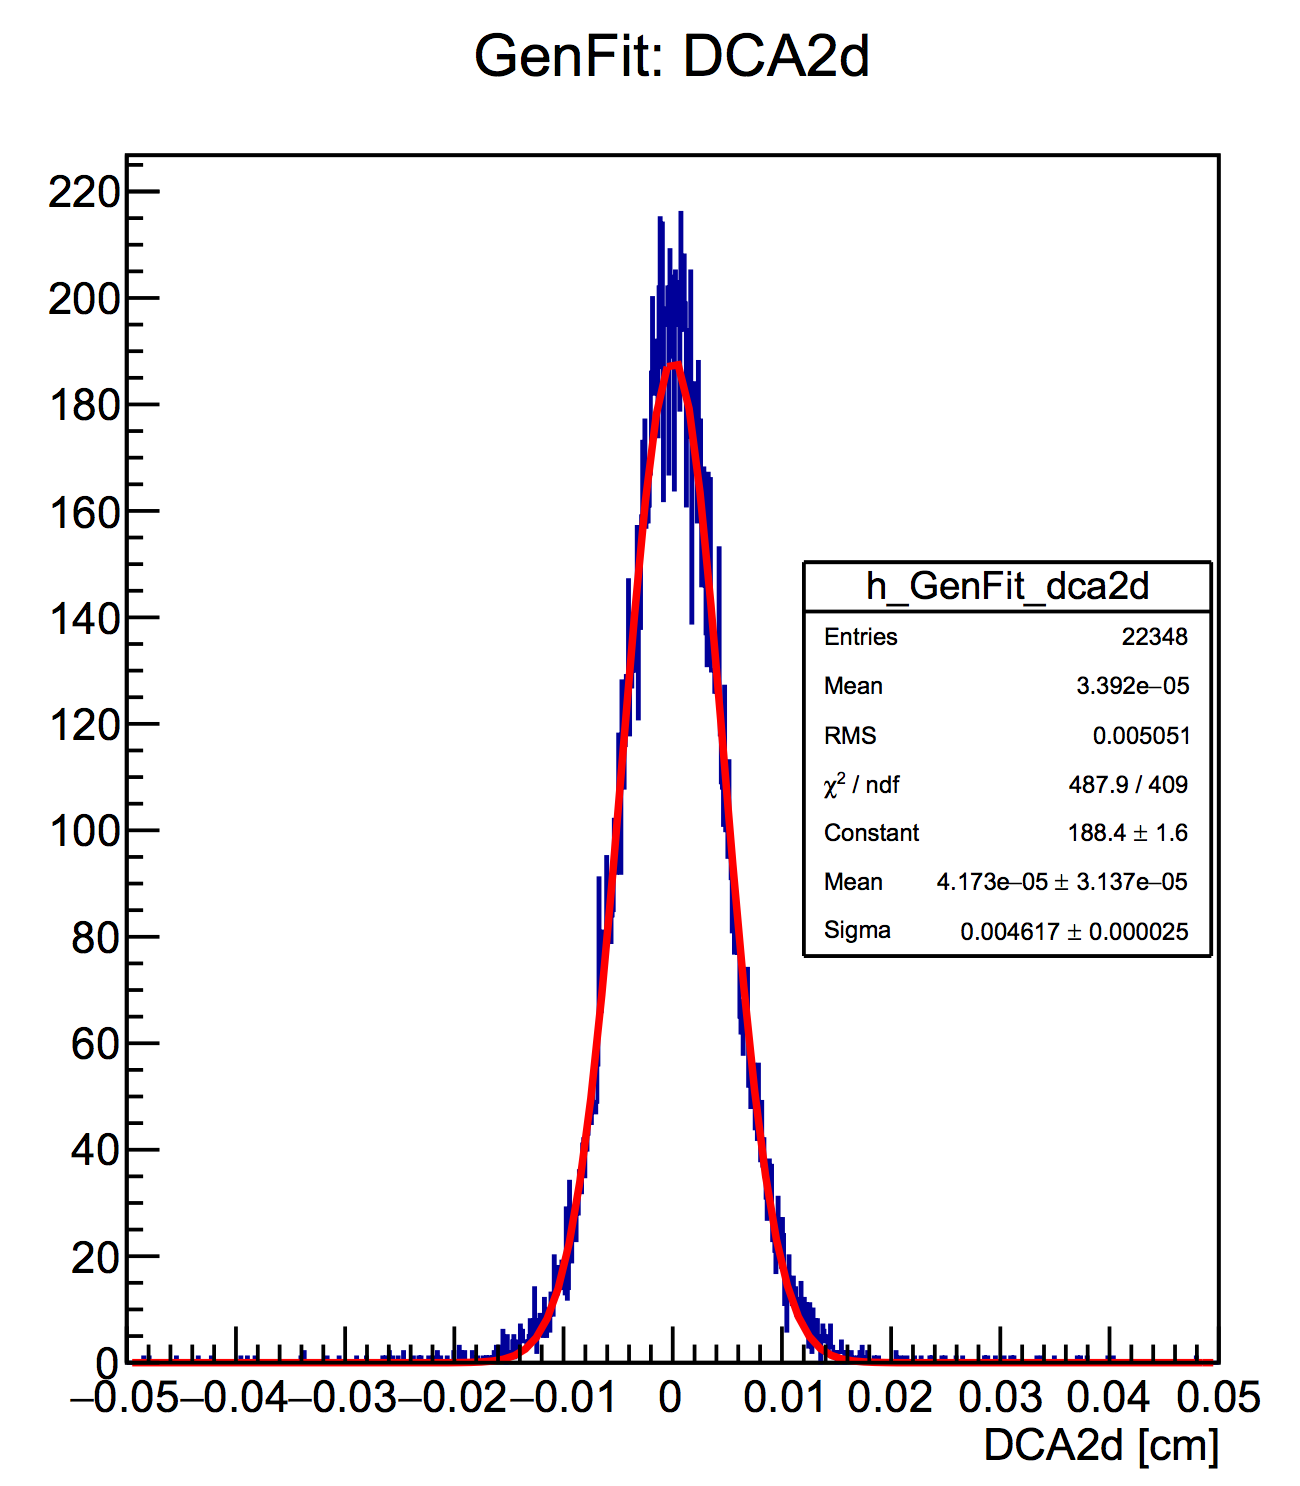 GenFit: DCA2d
220
200
180
160
140
120
100
80
60
40
20
0
h_GenFit_dca2d
Entries 22348
Mean 3.392e–05
RMS 0.005051
χ² / ndf 487.9 / 409
Constant 188.4 ± 1.6
Mean 4.173e–05 ± 3.137e–05
Sigma 0.004617 ± 0.000025
–0.05 –0.04 –0.03 –0.02 –0.01 0 0.01 0.02 0.03 0.04 0.05
DCA2d [cm]